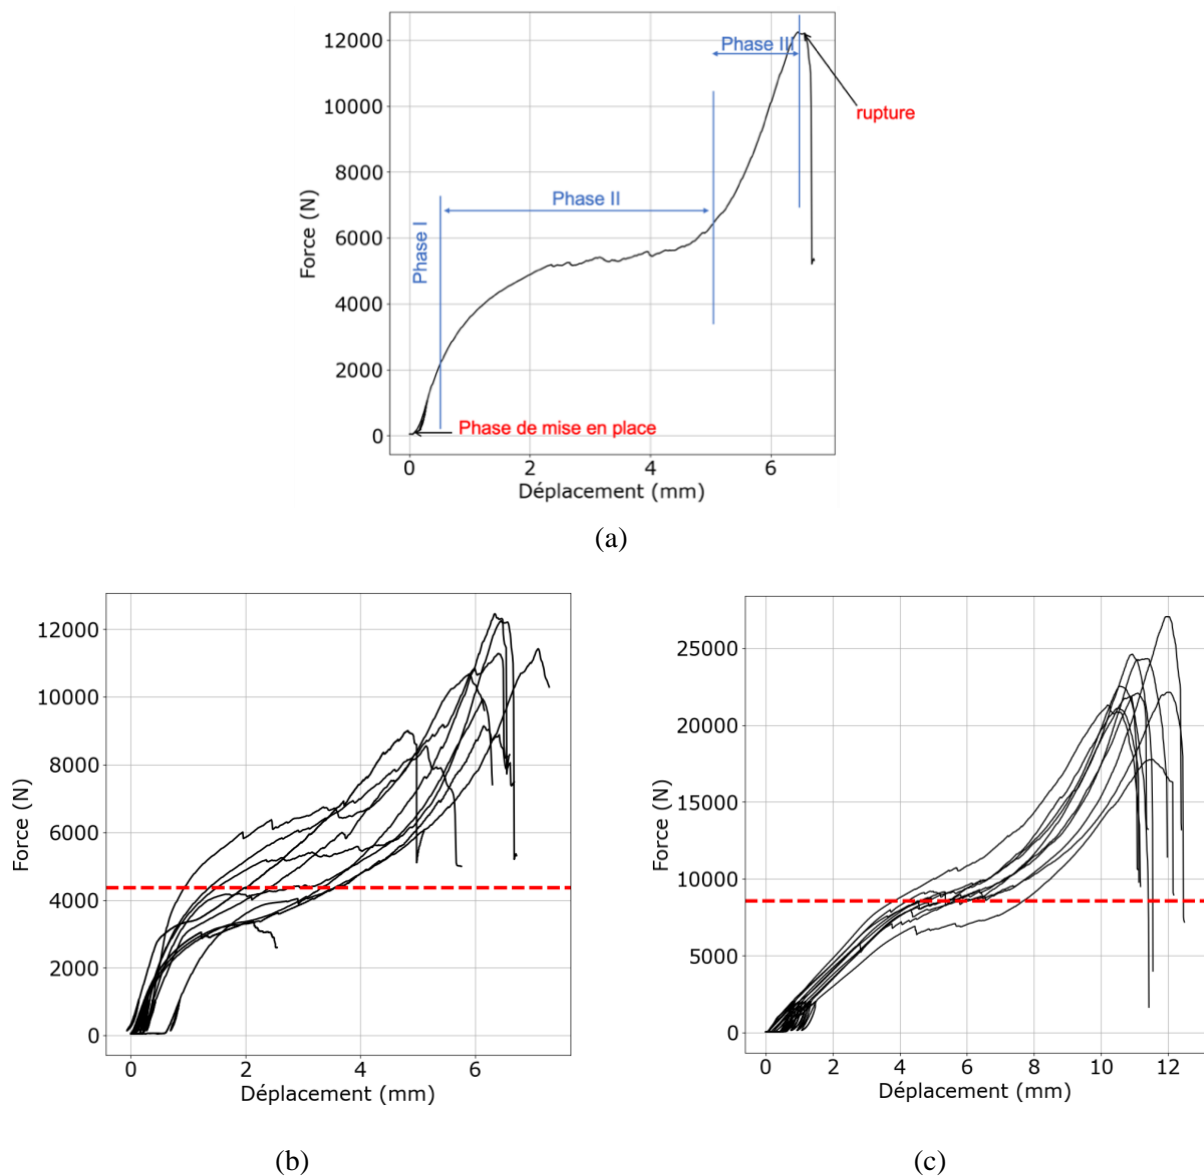 12000
10000
8000
6000
4000
2000
0
Force (N)
Phase I
Phase II
Phase III
rupture
Phase de mise en place
0 2 4 6
Déplacement (mm)
(a)
12000
10000
8000
6000
4000
2000
0
Force (N)
0 2 4 6
Déplacement (mm)
(b)
25000
20000
15000
10000
5000
0
Force (N)
0 2 4 6 8 10 12
Déplacement (mm)
(c)